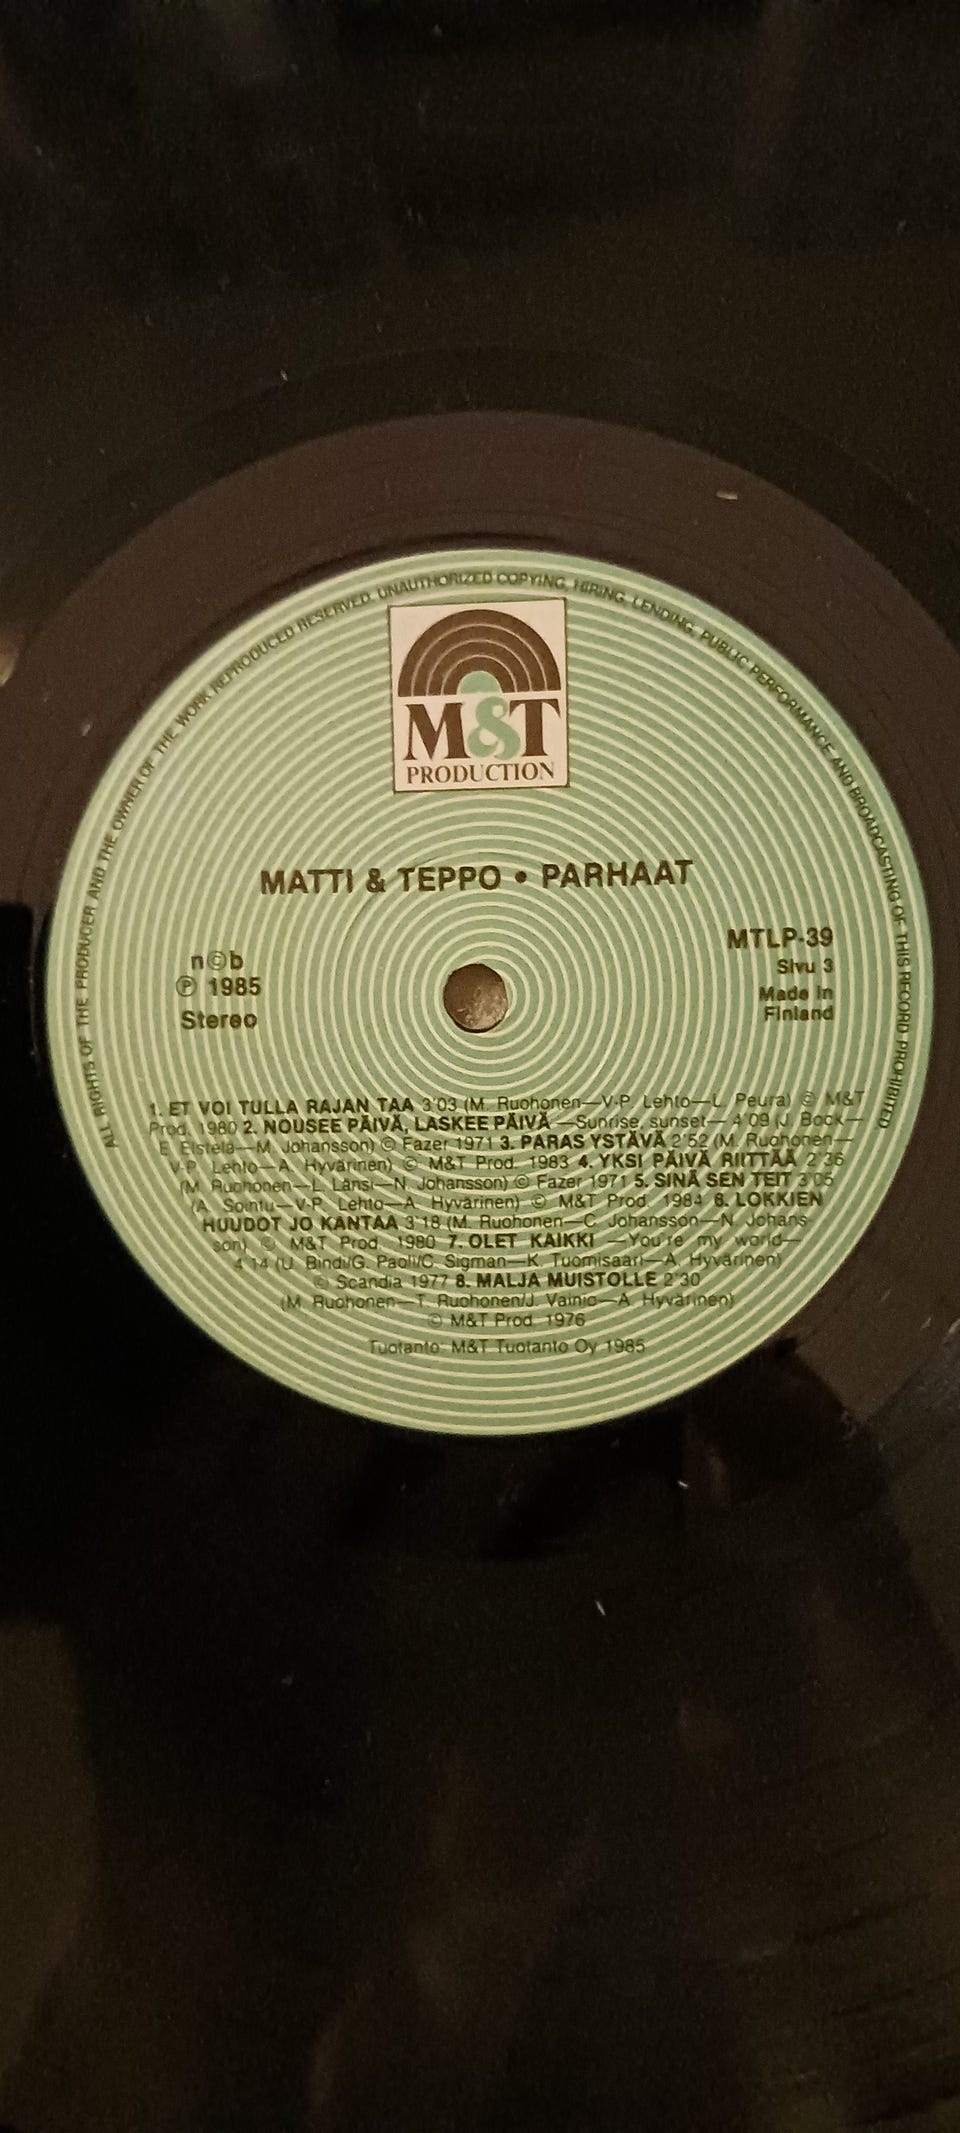 ALL RIGHTS OF THE PRODUCER AND THE OWNER OF THE WORK REPRODUCED RESERVED. UNAUTHORIZED COPYING, HIRING, LENDING, PUBLIC PERFORMANCE AND BROADCASTING OF THIS RECORD PROHIBITED
M&T
PRODUCTION
MATTI & TEPPO • PARHAAT
n©b
℗ 1985
Stereo
MTLP-39
Sivu 3
Made in
Finland
1. ET VOI TULLA RAJAN TAA 3'03 (M. Ruohonen—V-P. Lehto—L. Peura) © M&T
Prod. 1980 2. NOUSEE PÄIVÄ, LASKEE PÄIVÄ —Sunrise, sunset— 4'09 (J. Bock—
E. Eistelä—M. Johansson) © Fazer 1971 3. PARAS YSTÄVÄ 2'52 (M. Ruohonen—
V-P. Lehto—A. Hyvärinen) © M&T Prod. 1983 4. YKSI PÄIVÄ RIITTÄÄ 2'36
(M. Ruohonen—L. Länsi—N. Johansson) © Fazer 1971 5. SINÄ SEN TEIT 3'05
(A. Sointu—V-P. Lehto—A. Hyvärinen) © M&T Prod. 1984 6. LOKKIEN
HUUDOT JO KANTAA 3'18 (M. Ruohonen—C. Johansson—N. Johans-
son) © M&T Prod. 1980 7. OLET KAIKKI —You're my world—
4'14 (U. Bindi/G. Paoli/C. Sigman—K. Tuomisaari—A. Hyvärinen)
© Scandia 1977 8. MALJA MUISTOLLE 2'30
(M. Ruohonen—T. Ruohonen/J. Vainio—A. Hyvärinen)
© M&T Prod. 1976
Tuotanto: M&T Tuotanto Oy 1985